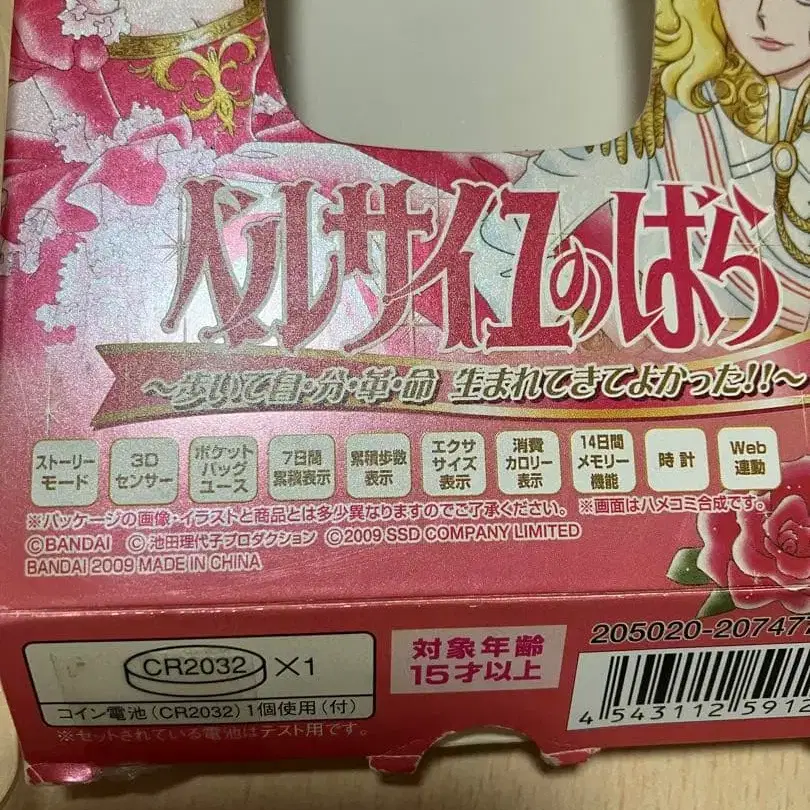 ベルサイユのばら
～歩いて自・分・革・命 生まれてきてよかった!!～
ストーリー
モード
3D
センサー
ポケット
バッグ
ユース
7日間
累積表示
累積歩数
表示
エクサ
サイズ
表示
消費
カロリー
表示
14日間
メモリー
機能
時計
Web
連動
※パッケージの画像・イラストと商品とは多少異なりますのでご了承ください。 ※画面はハメコミ合成です。
©BANDAI ©池田理代子プロダクション ©2009 SSD COMPANY LIMITED
BANDAI 2009 MADE IN CHINA
CR2032 ×1
コイン電池(CR2032)1個使用(付)
※セットされている電池はテスト用です。
対象年齢
15才以上
205020-207477
4 543112 5912